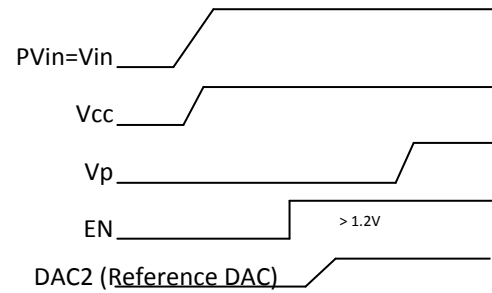 PVin=Vin
Vcc
Vp
EN
> 1.2V
DAC2 (Reference DAC)